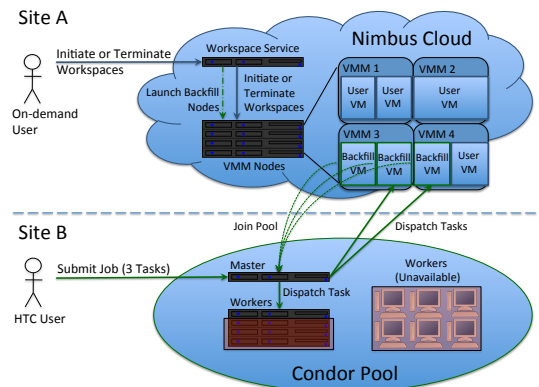 Site A
Nimbus Cloud
Initiate or Terminate
Workspaces
On-demand
User
Workspace Service
Launch Backfill
Nodes
Initiate or
Terminate
Workspaces
VMM Nodes
VMM 1
VMM 2
User
VM
User
VM
User
VM
VMM 3
VMM 4
Backfill
VM
Backfill
VM
Backfill
VM
User
VM
Join Pool
Dispatch Tasks
Site B
Submit Job (3 Tasks)
HTC User
Master
Dispatch Task
Workers
Workers
(Unavailable)
Condor Pool